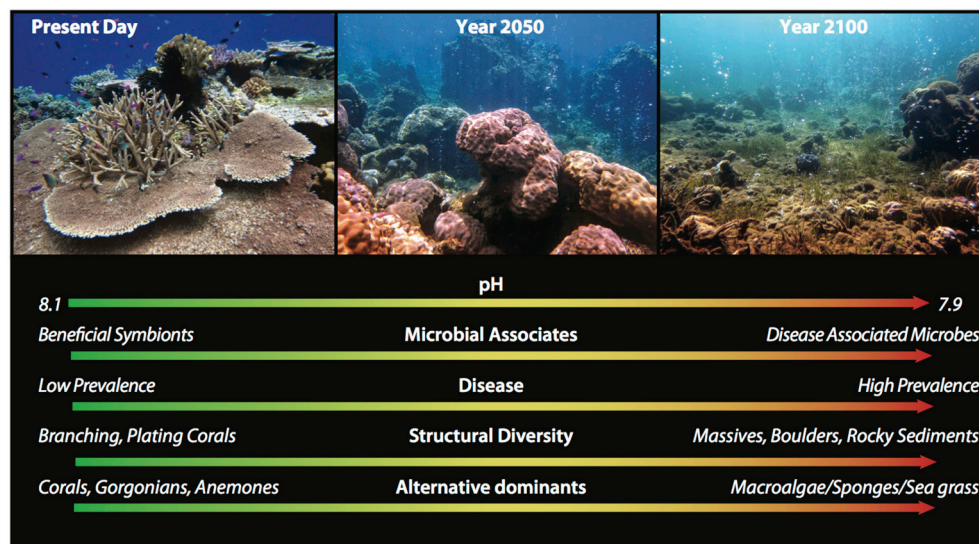 Present Day
Year 2050
Year 2100
pH
8.1
7.9
Beneficial Symbionts
Microbial Associates
Disease Associated Microbes
Low Prevalence
Disease
High Prevalence
Branching, Plating Corals
Structural Diversity
Massives, Boulders, Rocky Sediments
Corals, Gorgonians, Anemones
Alternative dominants
Macroalgae/Sponges/Sea grass